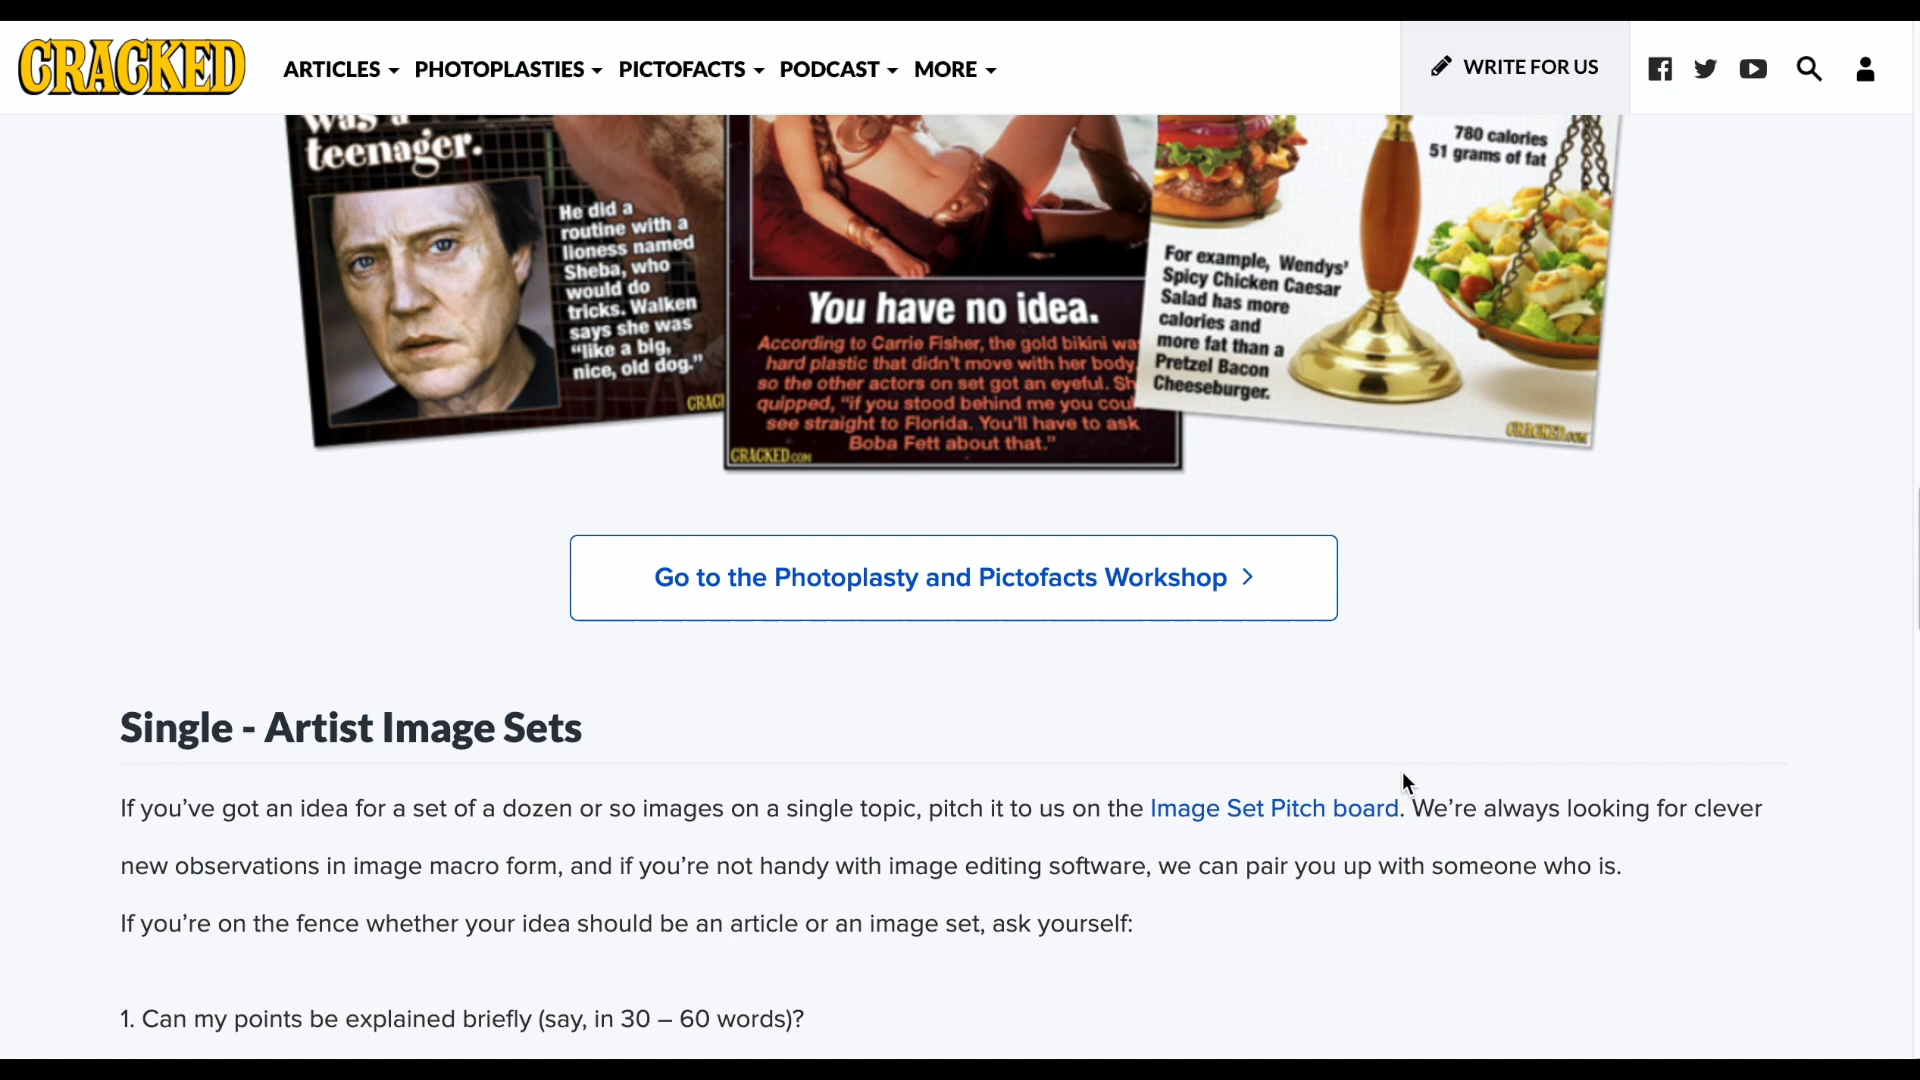 CRACKED
ARTICLES
PHOTOPLASTIES
PICTOFACTS
PODCAST
MORE
WRITE FOR US
was a
teenager.
He did a
routine with a
lioness named
Sheba, who
would do
tricks. Walken
says she was
“like a big,
nice, old dog.”
You have no idea.
According to Carrie Fisher, the gold bikini was
hard plastic that didn't move with her body,
so the other actors on set got an eyeful. Sh
quipped, “if you stood behind me you coul
see straight to Florida. You'll have to ask
Boba Fett about that.”
CRACKED.COM
780 calories
51 grams of fat
For example, Wendys'
Spicy Chicken Caesar
Salad has more
calories and
more fat than a
Pretzel Bacon
Cheeseburger.
CRACKED.COM
Go to the Photoplasty and Pictofacts Workshop
Single - Artist Image Sets
If you’ve got an idea for a set of a dozen or so images on a single topic, pitch it to us on the Image Set Pitch board. We’re always looking for clever
new observations in image macro form, and if you’re not handy with image editing software, we can pair you up with someone who is.
If you’re on the fence whether your idea should be an article or an image set, ask yourself:
1. Can my points be explained briefly (say, in 30 – 60 words)?